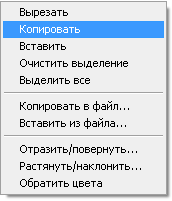 Вырезать
Копировать
Вставить
Очистить выделение
Выделить все
Копировать в файл...
Вставить из файла...
Отразить/повернуть...
Растянуть/наклонить...
Обратить цвета